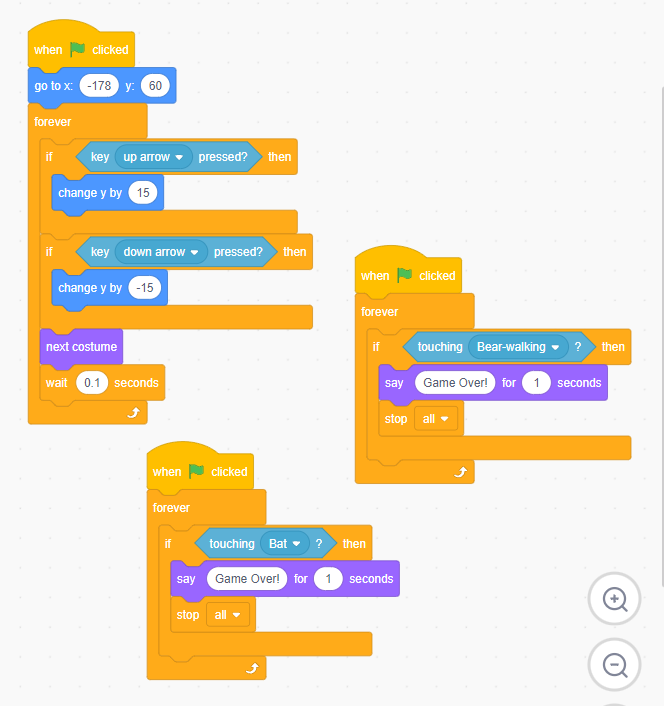 when clicked
go to x: -178 y: 60
forever
if key up arrow pressed? then
change y by 15
if key down arrow pressed? then
change y by -15
next costume
wait 0.1 seconds
when clicked
forever
if touching Bear-walking ? then
say Game Over! for 1 seconds
stop all
when clicked
forever
if touching Bat ? then
say Game Over! for 1 seconds
stop all